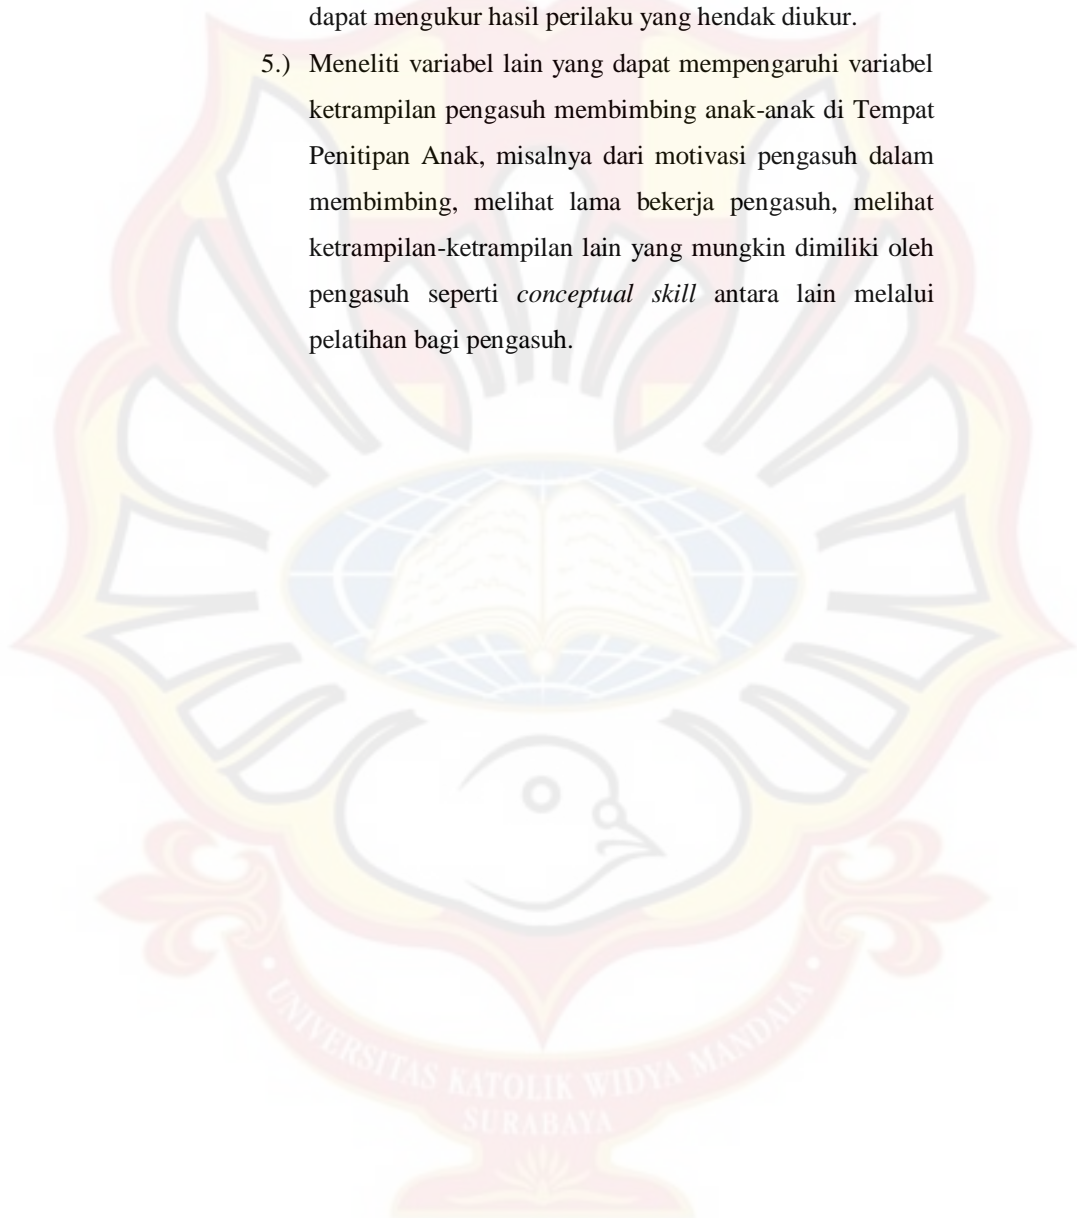 dapat mengukur hasil perilaku yang hendak diukur.
5.) Meneliti variabel lain yang dapat mempengaruhi variabel
ketrampilan pengasuh membimbing anak-anak di Tempat
Penitipan Anak, misalnya dari motivasi pengasuh dalam
membimbing, melihat lama bekerja pengasuh, melihat
ketrampilan-ketrampilan lain yang mungkin dimiliki oleh
pengasuh seperti conceptual skill antara lain melalui
pelatihan bagi pengasuh.
UNIVERSITAS KATOLIK WIDYA MANDALA
SURABAYA